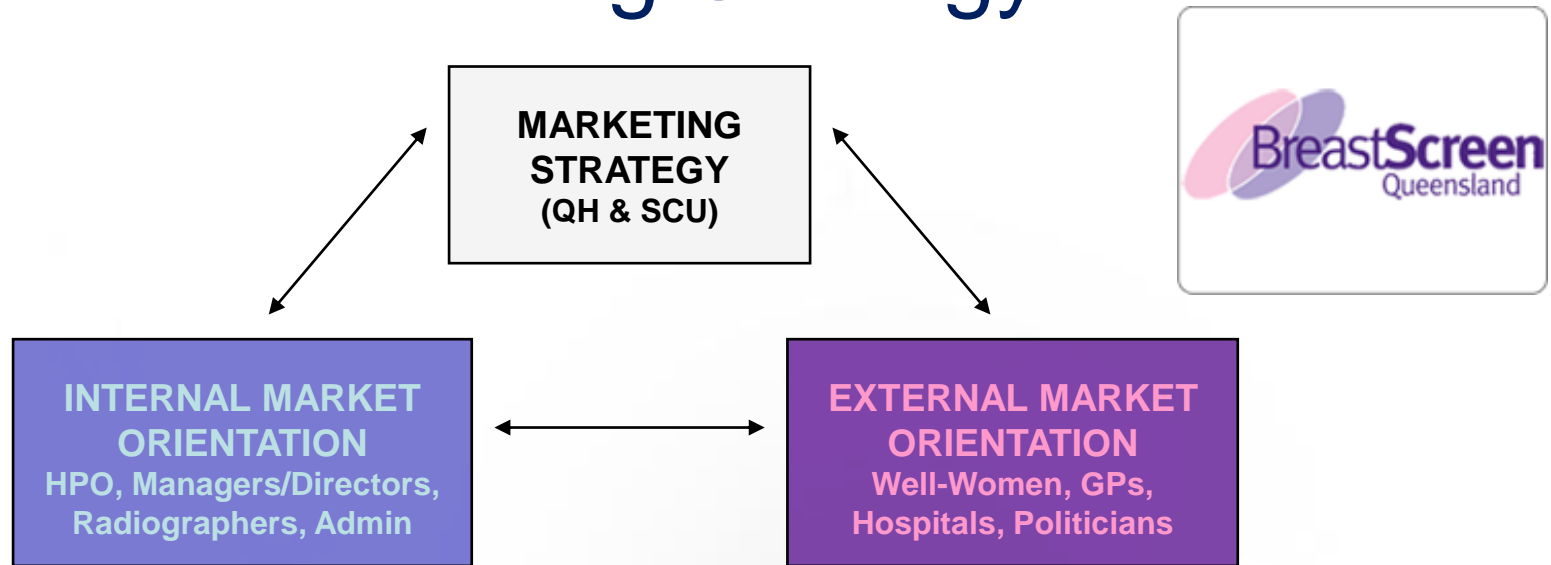 MARKETING
STRATEGY
(QH & SCU)
BreastScreen
Queensland
INTERNAL MARKET
ORIENTATION
HPO, Managers/Directors,
Radiographers, Admin
EXTERNAL MARKET
ORIENTATION
Well-Women, GPs,
Hospitals, Politicians